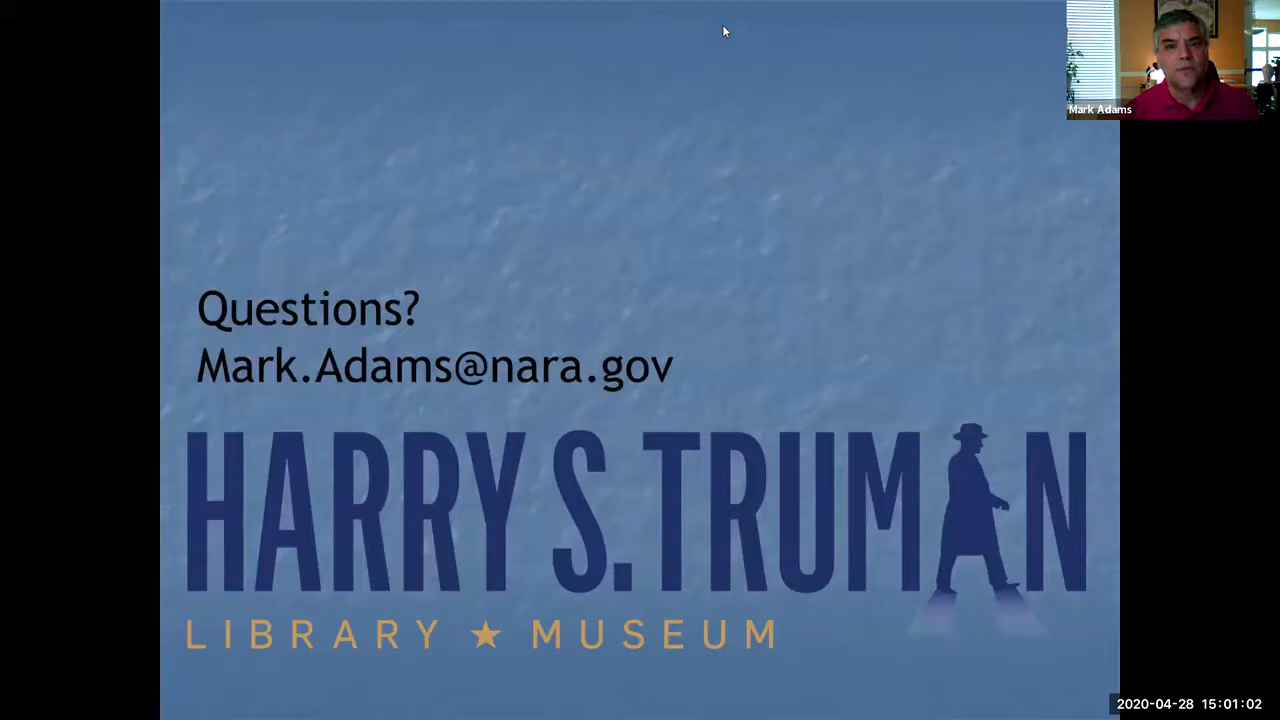 Mark Adams
Questions?
Mark.Adams@nara.gov
HARRY S. TRUMAN
LIBRARY ★ MUSEUM
2020-04-28 15:01:02